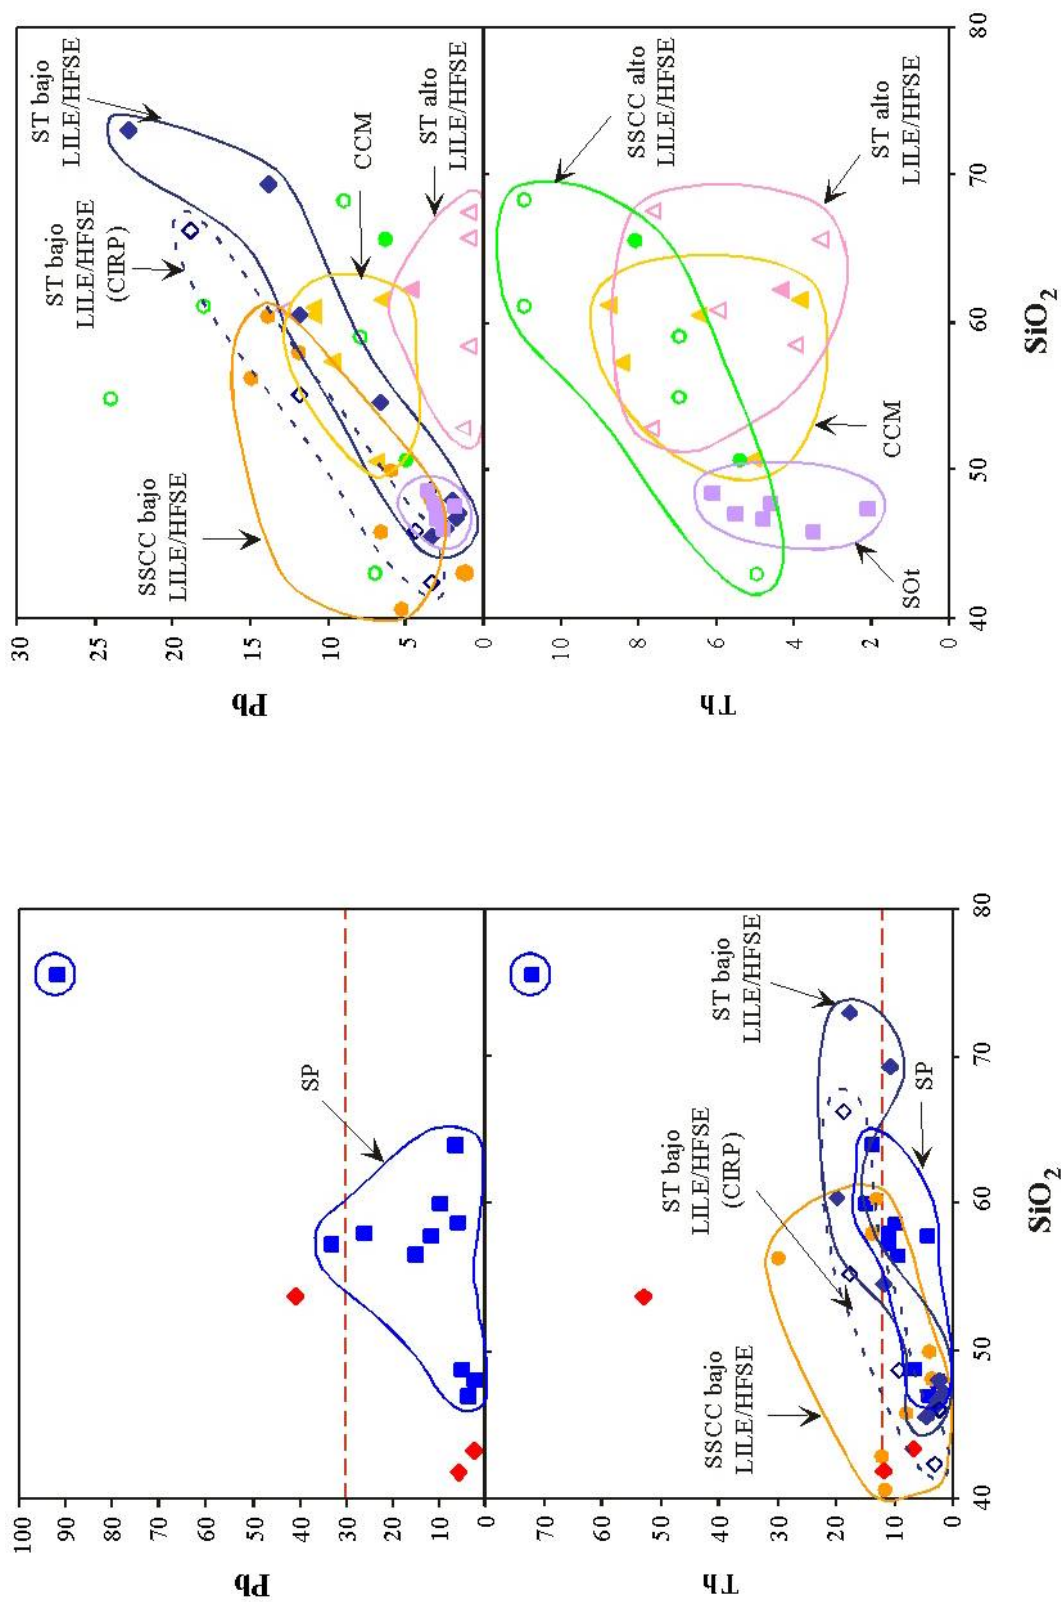 100
90
80
70
60
50
40
30
20
10
0
Pb
SP
70
60
50
40
30
20
10
0
Th
SSCC bajo
LILE/HFSE
ST bajo
LILE/HFSE
(CIRP)
ST bajo
LILE/HFSE
SP
40
50
60
70
80
SiO₂
30
25
20
15
10
5
0
Pb
SSCC bajo
LILE/HFSE
ST bajo
LILE/HFSE
(CIRP)
ST bajo
LILE/HFSE
CCM
ST alto
LILE/HFSE
10
8
6
4
2
0
Th
SSCC alto
LILE/HFSE
ST alto
LILE/HFSE
CCM
SOt
40
50
60
70
80
SiO₂